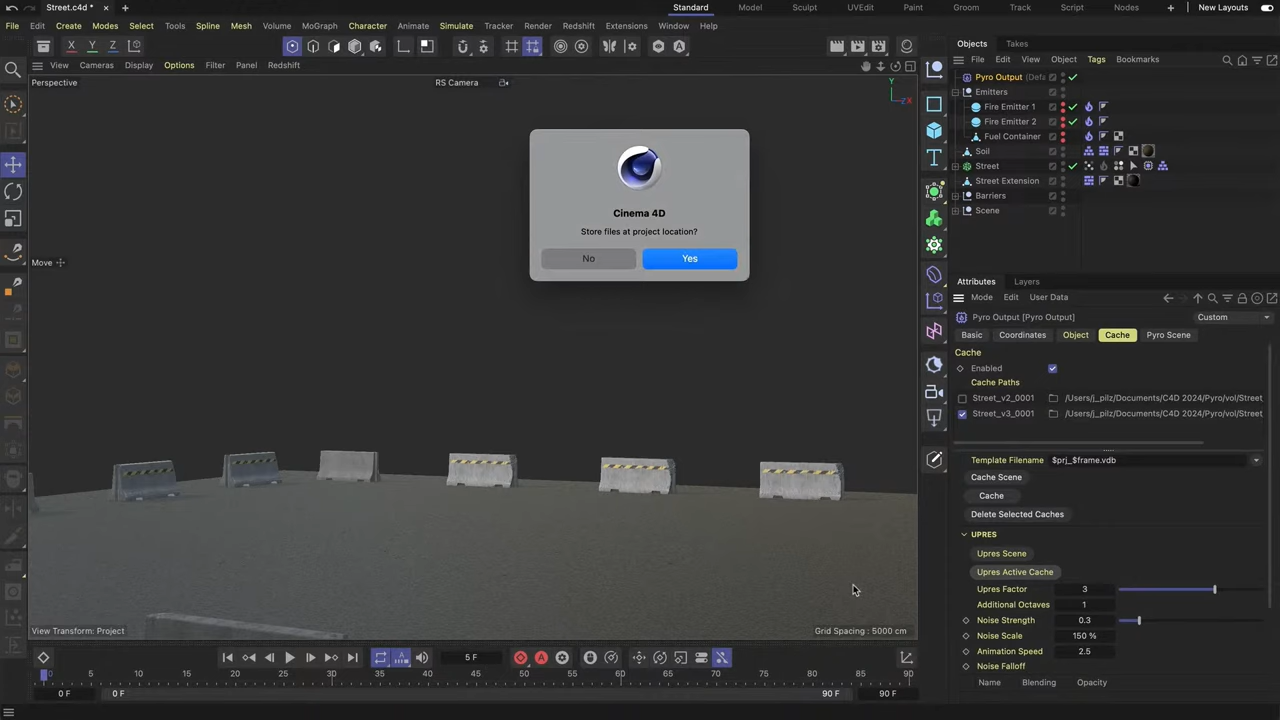 Street.c4d *
Standard
Model
Sculpt
UVEdit
Paint
Groom
Track
Script
Nodes
New Layouts
File
Edit
Create
Modes
Select
Tools
Spline
Mesh
Volume
MoGraph
Character
Animate
Simulate
Tracker
Render
Redshift
Extensions
Window
Help
X
Y
Z
View
Cameras
Display
Options
Filter
Panel
Redshift
Perspective
RS Camera
Y
X
Z
Cinema 4D
Store files at project location?
No
Yes
Move
View Transform: Project
Grid Spacing : 5000 cm
5 F
0
5
10
15
20
25
30
35
40
45
50
55
60
65
70
75
80
85
90
0 F
0 F
90 F
90 F
Objects
Takes
File
Edit
View
Object
Tags
Bookmarks
Pyro Output (Defa
Emitters
Fire Emitter 1
Fire Emitter 2
Fuel Container
Soil
Street
Street Extension
Barriers
Scene
Attributes
Layers
Mode
Edit
User Data
Pyro Output [Pyro Output]
Custom
Basic
Coordinates
Object
Cache
Pyro Scene
Cache
Enabled
Cache Paths
Street_v2_0001 /Users/j_pilz/Documents/C4D 2024/Pyro/vol/Street
Street_v3_0001 /Users/j_pilz/Documents/C4D 2024/Pyro/vol/Street
Template Filename $prj_$frame.vdb
Cache Scene
Cache
Delete Selected Caches
UPRES
Upres Scene
Upres Active Cache
Upres Factor 3
Additional Octaves 1
Noise Strength 0.3
Noise Scale 150 %
Animation Speed 2.5
Noise Falloff
Name Blending Opacity